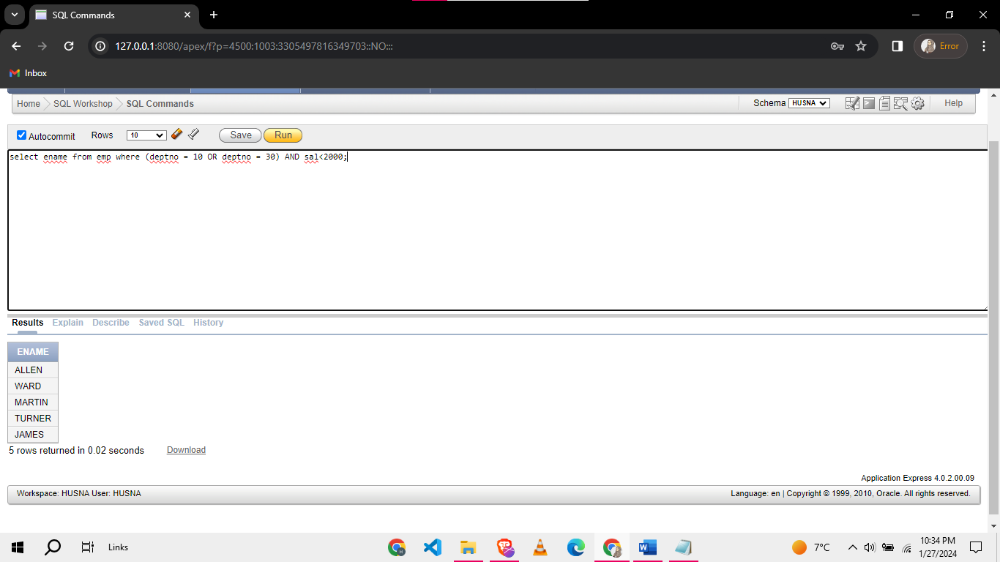 SQL Commands
127.0.0.1:8080/apex/f?p=4500:1003:3305497816349703::NO:::
Error
Inbox
Home SQL Workshop SQL Commands
Schema HUSNA
Help
Autocommit Rows 10 Save Run
select ename from emp where (deptno = 10 OR deptno = 30) AND sal<2000;
Results Explain Describe Saved SQL History
ENAME
ALLEN
WARD
MARTIN
TURNER
JAMES
5 rows returned in 0.02 seconds Download
Application Express 4.0.2.00.09
Workspace: HUSNA User: HUSNA
Language: en | Copyright © 1999, 2010, Oracle. All rights reserved.
Links
7°C
10:34 PM
1/27/2024